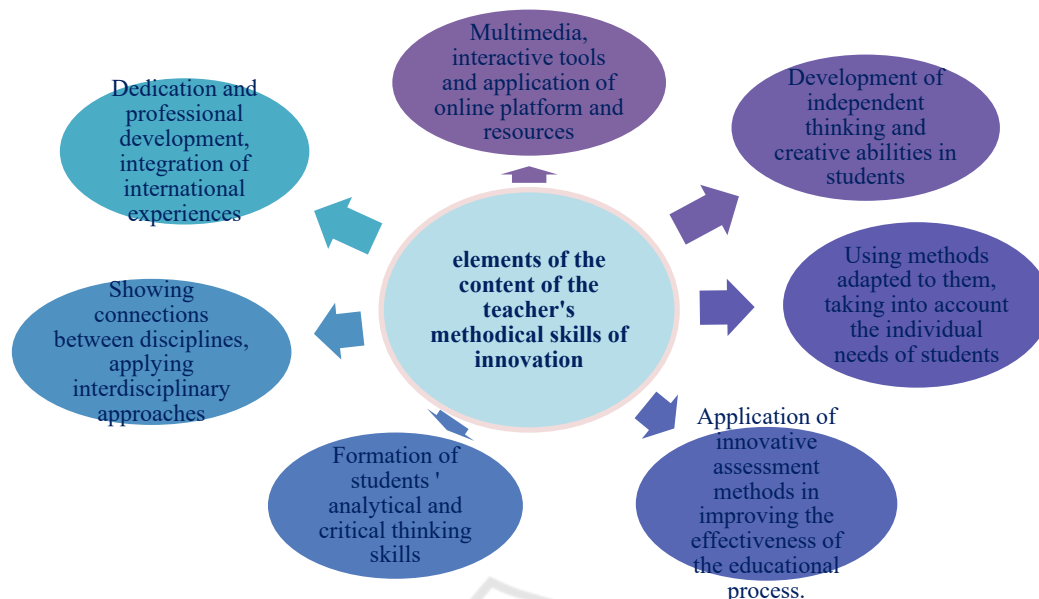 Multimedia,
interactive tools
and application of
online platform and
resources
Development of
independent
thinking and
creative abilities in
students
Using methods
adapted to them,
taking into account
the individual
needs of students
Application of
innovative
assessment
methods in
improving the
effectiveness of
the educational
process.
Formation of
students '
analytical and
critical thinking
skills
Showing
connections
between disciplines,
applying
interdisciplinary
approaches
Dedication and
professional
development,
integration of
international
experiences
elements of the
content of the
teacher's
methodical skills of
innovation